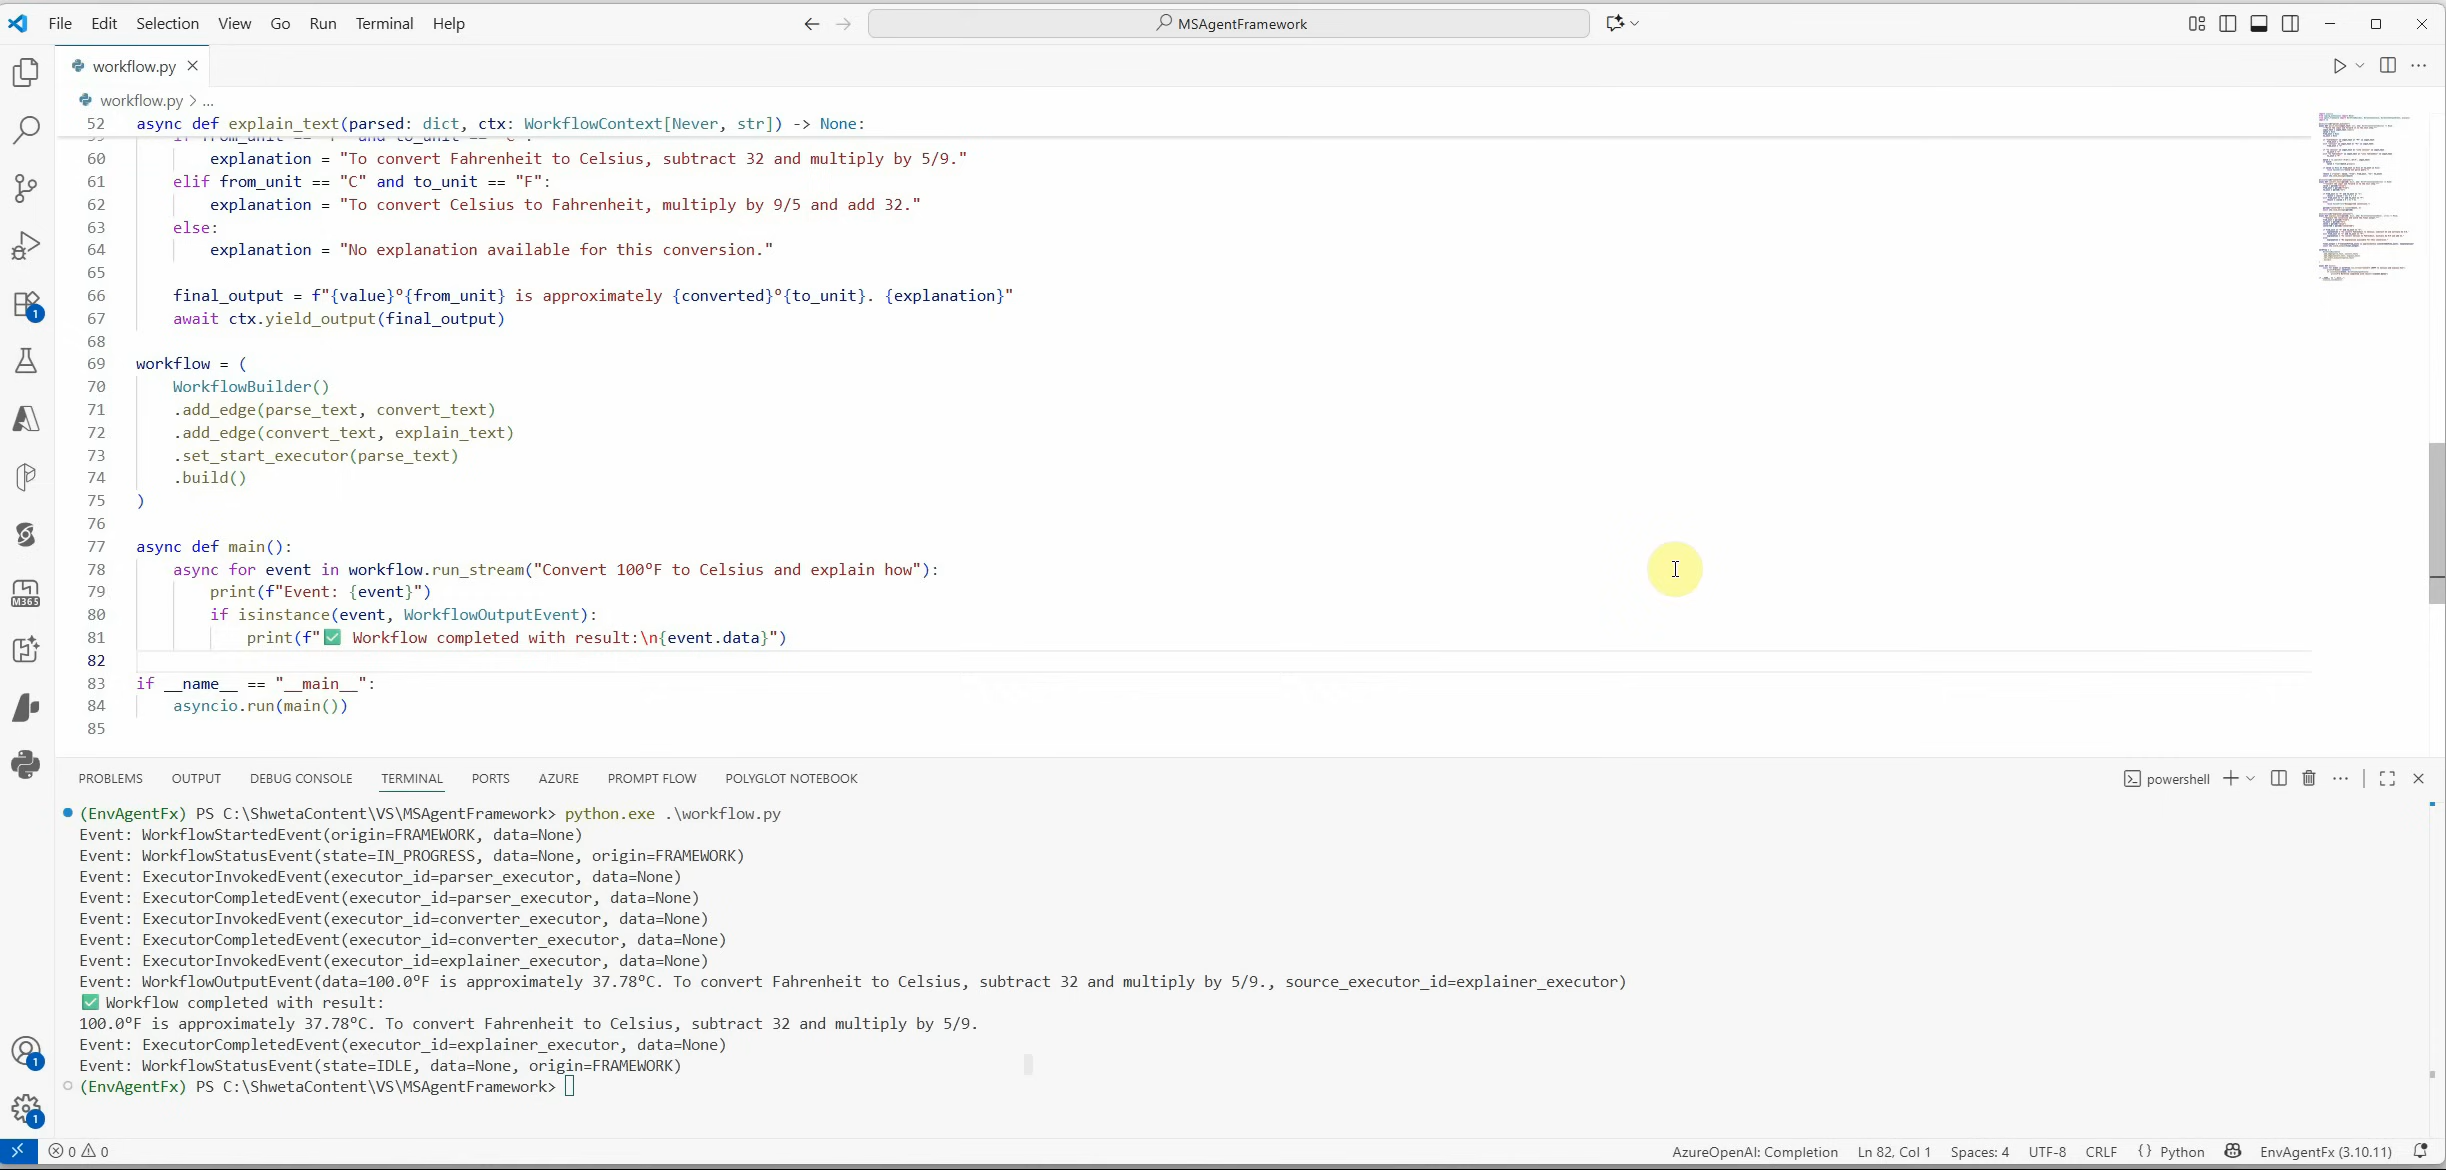 File Edit Selection View Go Run Terminal Help
MSAgentFramework
workflow.py
workflow.py > ...
52 async def explain_text(parsed: dict, ctx: WorkflowContext[Never, str]) -> None:
60 explanation = "To convert Fahrenheit to Celsius, subtract 32 and multiply by 5/9."
61 elif from_unit == "C" and to_unit == "F":
62 explanation = "To convert Celsius to Fahrenheit, multiply by 9/5 and add 32."
63 else:
64 explanation = "No explanation available for this conversion."
65
66 final_output = f"{value}°{from_unit} is approximately {converted}°{to_unit}. {explanation}"
67 await ctx.yield_output(final_output)
68
69 workflow = (
70 WorkflowBuilder()
71 .add_edge(parse_text, convert_text)
72 .add_edge(convert_text, explain_text)
73 .set_start_executor(parse_text)
74 .build()
75 )
76
77 async def main():
78 async for event in workflow.run_stream("Convert 100°F to Celsius and explain how"):
79 print(f"Event: {event}")
80 if isinstance(event, WorkflowOutputEvent):
81 print(f"✅ Workflow completed with result:\n{event.data}")
82
83 if __name__ == "__main__":
84 asyncio.run(main())
85
PROBLEMS OUTPUT DEBUG CONSOLE TERMINAL PORTS AZURE PROMPT FLOW POLYGLOT NOTEBOOK powershell
(EnvAgentFx) PS C:\ShwetaContent\VS\MSAgentFramework> python.exe .\workflow.py
Event: WorkflowStartedEvent(origin=FRAMEWORK, data=None)
Event: WorkflowStatusEvent(state=IN_PROGRESS, data=None, origin=FRAMEWORK)
Event: ExecutorInvokedEvent(executor_id=parser_executor, data=None)
Event: ExecutorCompletedEvent(executor_id=parser_executor, data=None)
Event: ExecutorInvokedEvent(executor_id=converter_executor, data=None)
Event: ExecutorCompletedEvent(executor_id=converter_executor, data=None)
Event: ExecutorInvokedEvent(executor_id=explainer_executor, data=None)
Event: WorkflowOutputEvent(data=100.0°F is approximately 37.78°C. To convert Fahrenheit to Celsius, subtract 32 and multiply by 5/9., source_executor_id=explainer_executor)
✅ Workflow completed with result:
100.0°F is approximately 37.78°C. To convert Fahrenheit to Celsius, subtract 32 and multiply by 5/9.
Event: ExecutorCompletedEvent(executor_id=explainer_executor, data=None)
Event: WorkflowStatusEvent(state=IDLE, data=None, origin=FRAMEWORK)
(EnvAgentFx) PS C:\ShwetaContent\VS\MSAgentFramework>
1
M365
1
1
0 0 AzureOpenAI: Completion Ln 82, Col 1 Spaces: 4 UTF-8 CRLF {} Python EnvAgentFx (3.10.11)